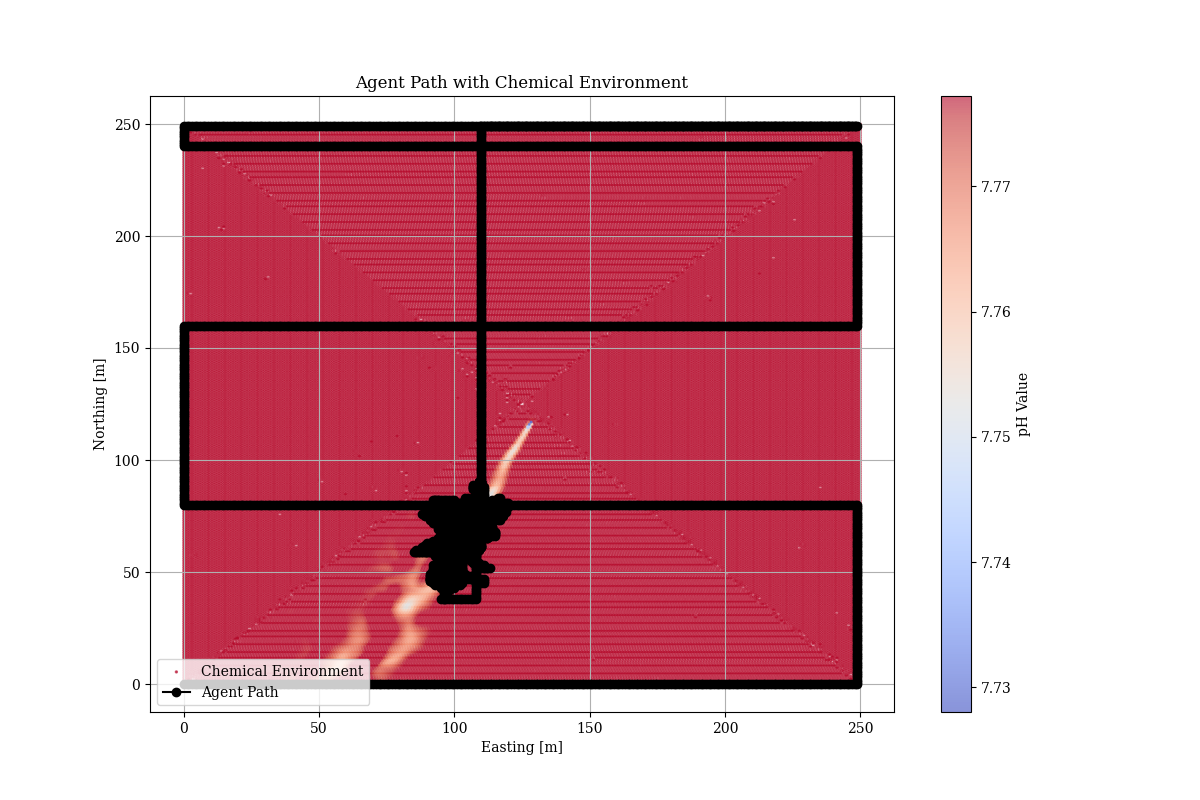 Agent Path with Chemical Environment
250
200
150
100
50
0
Northing [m]
0
50
100
150
200
250
Easting [m]
Chemical Environment
Agent Path
7.77
7.76
7.75
7.74
7.73
pH Value